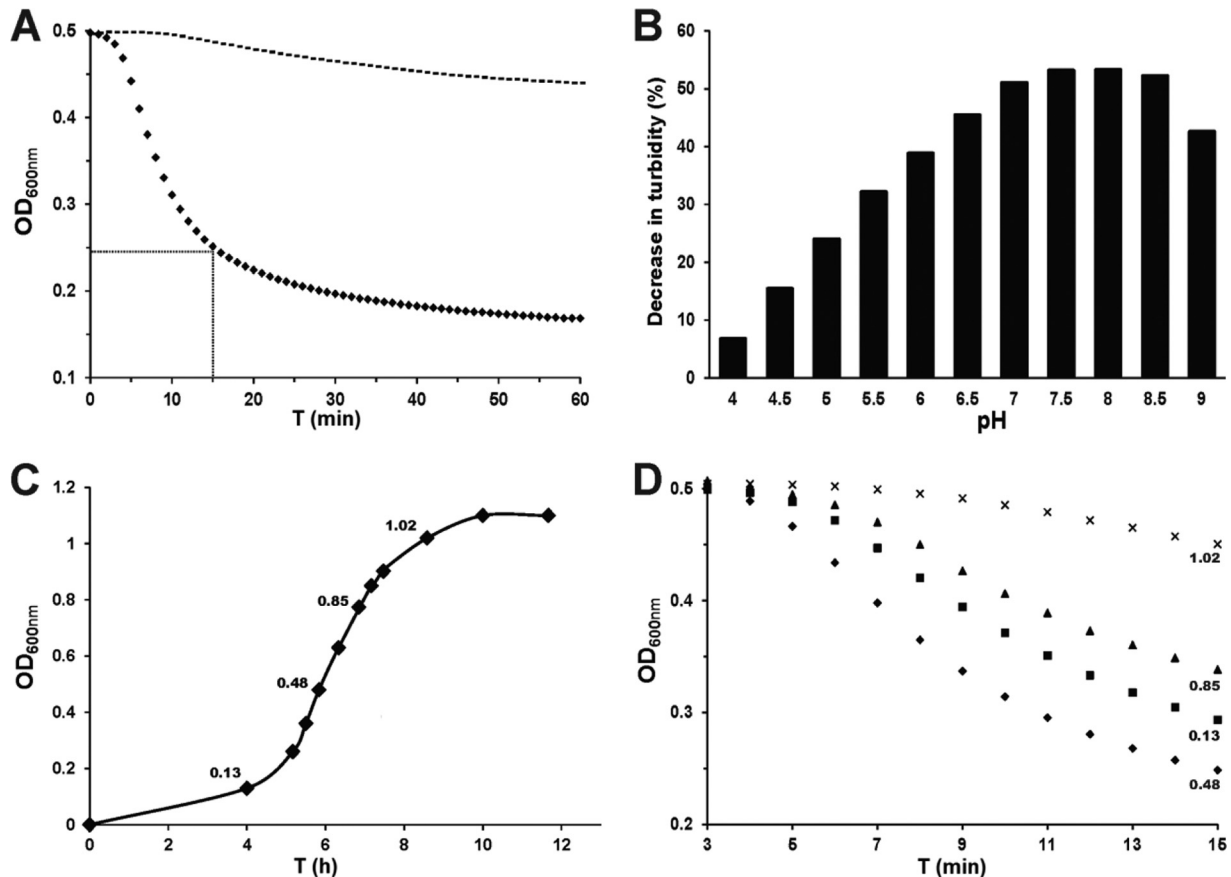 A
OD600nm
0.5
0.4
0.3
0.2
0.1
0 10 20 30 40 50 60
T (min)
B
Decrease in turbidity (%)
60
50
40
30
20
10
0
4 4.5 5 5.5 6 6.5 7 7.5 8 8.5 9
pH
C
OD600nm
1.2
1
0.8
0.6
0.4
0.2
0
1.02
0.85
0.48
0.13
0 2 4 6 8 10 12
T (h)
D
OD600nm
0.5
0.4
0.3
0.2
1.02
0.85
0.13
0.48
3 5 7 9 11 13 15
T (min)